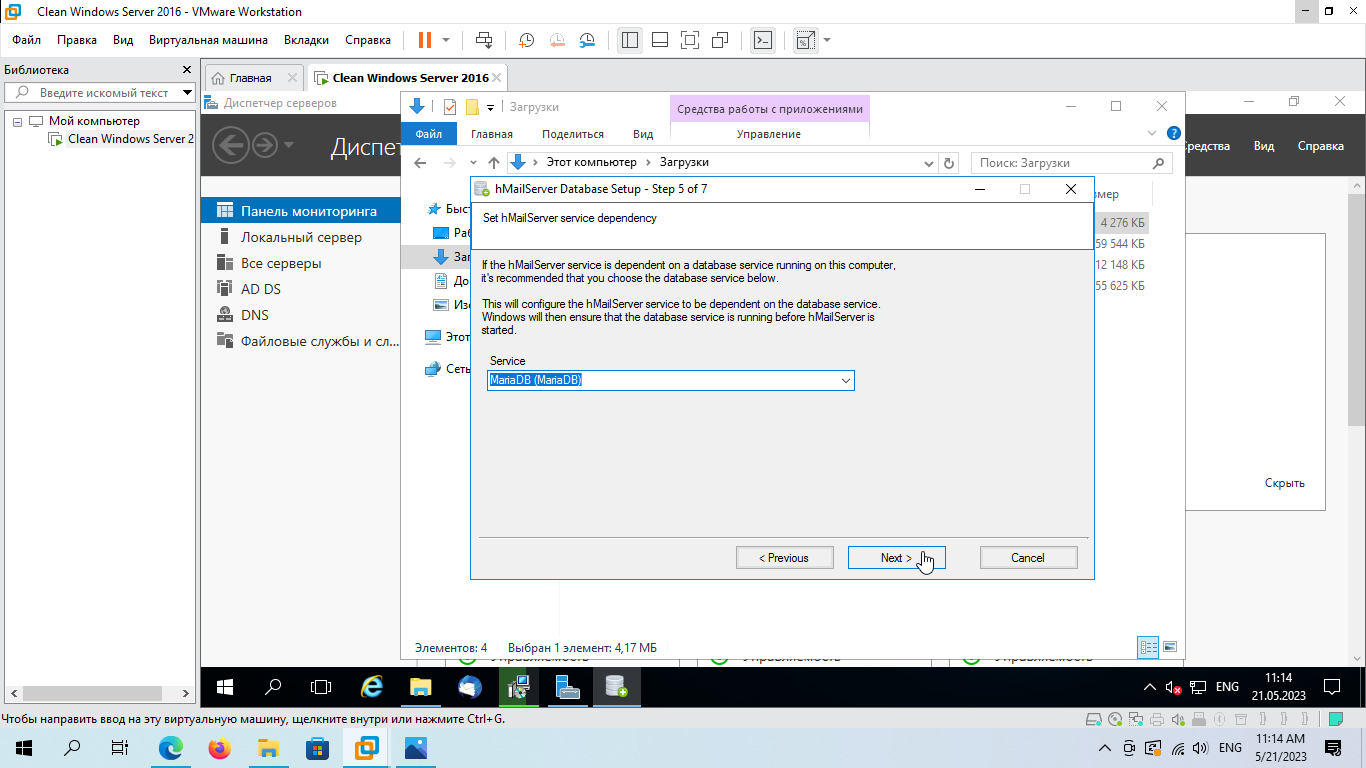 Clean Windows Server 2016 - VMware Workstation
Файл Правка Вид Виртуальная машина Вкладки Справка
Библиотека
Введите искомый текст
Мой компьютер
Clean Windows Server 2
Главная
Clean Windows Server 2016
Диспетчер серверов
Диспет
Вид
Справка
Панель мониторинга
Локальный сервер
Все серверы
AD DS
DNS
Файловые службы и сл...
Скрыть
Загрузки
Средства работы с приложениями
Файл Главная Поделиться Вид Управление
Этот компьютер Загрузки
Поиск: Загрузки
4 276 КБ
59 544 КБ
12 148 КБ
55 625 КБ
Сеть
hMailServer Database Setup - Step 5 of 7
Set hMailServer service dependency
If the hMailServer service is dependent on a database service running on this computer,
it's recommended that you choose the database service below.
This will configure the hMailServer service to be dependent on the database service.
Windows will then ensure that the database service is running before hMailServer is
started.
Service
MariaDB (MariaDB)
< Previous
Next >
Cancel
Элементов: 4 Выбран 1 элемент: 4,17 МБ
ENG
11:14
21.05.2023
Чтобы направить ввод на эту виртуальную машину, щелкните внутри или нажмите Ctrl+G.
ENG
11:14 AM
5/21/2023